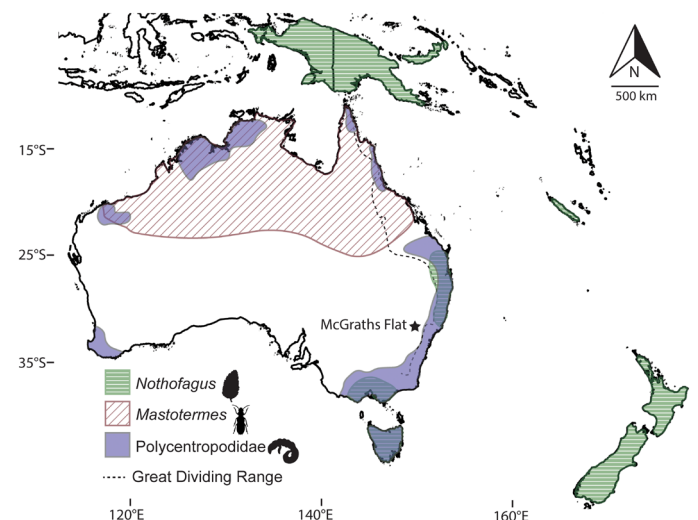 N
500 km
15°S
25°S
McGraths Flat
35°S
Nothofagus
Mastotermes
Polycentropodidae
Great Dividing Range
120°E
140°E
160°E